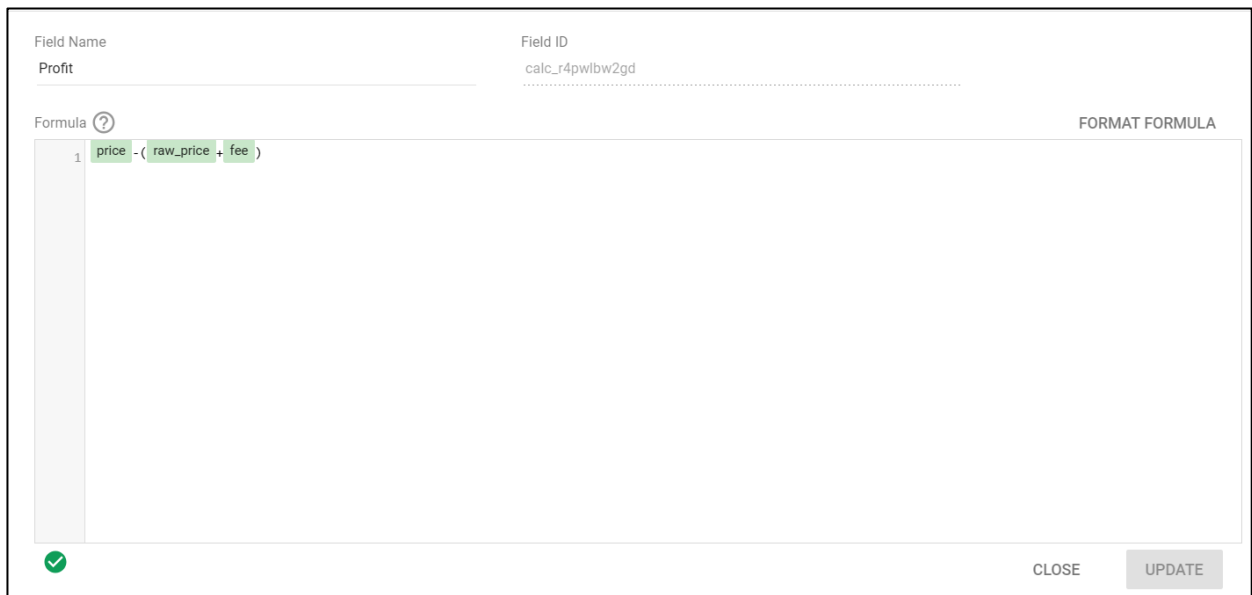 Field Name
Field ID
Profit
calc_r4pwlbw2gd
Formula ?
FORMAT FORMULA
1 price -( raw_price + fee )
CLOSE
UPDATE